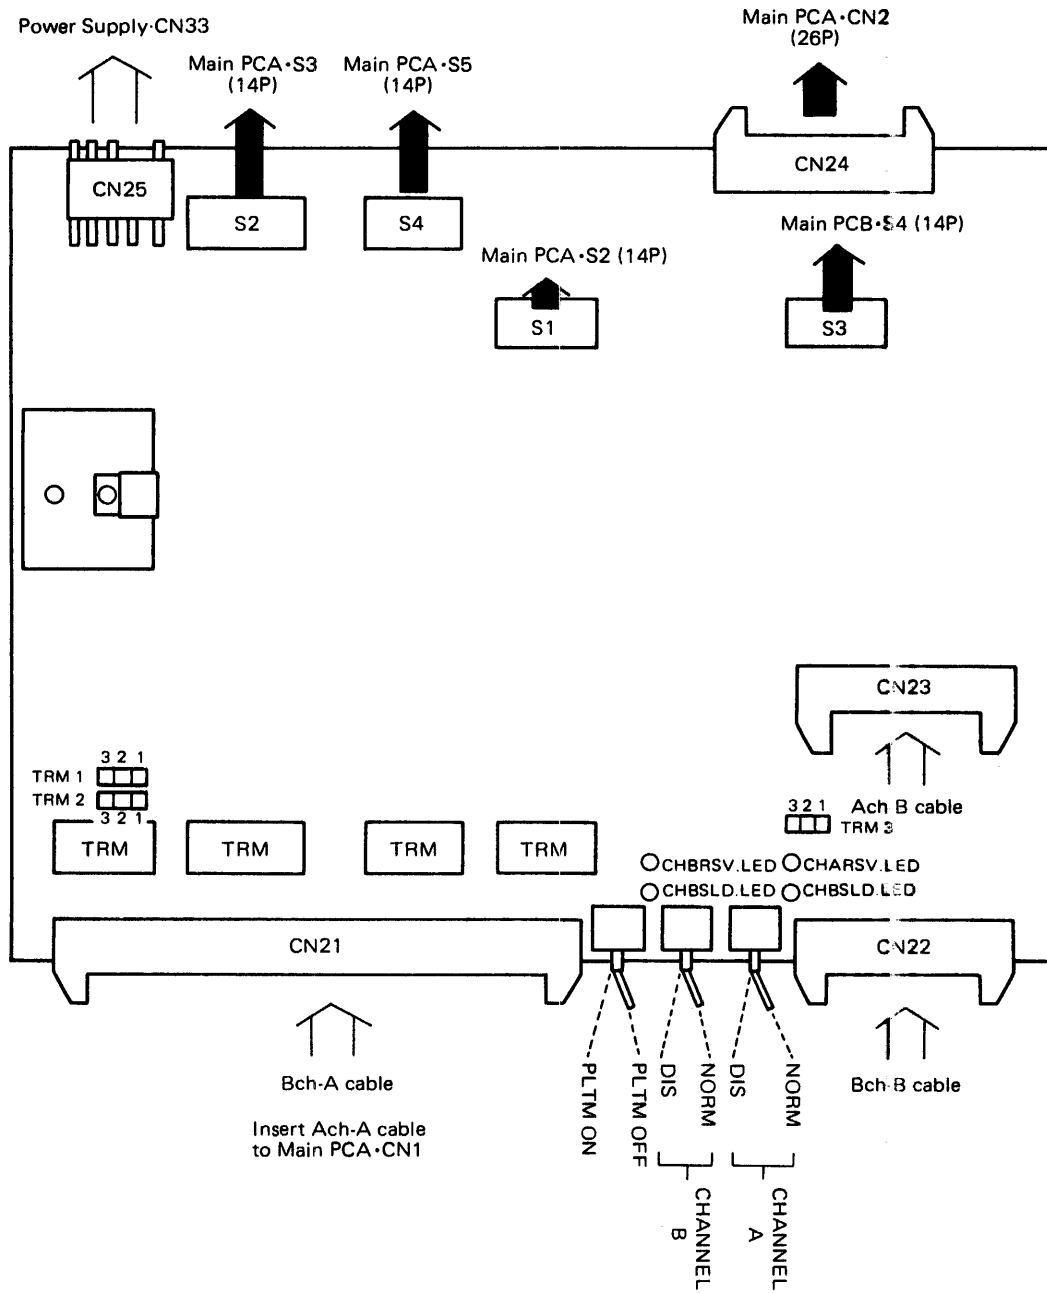 Power Supply·CN33
Main PCA·S3
(14P)
Main PCA·S5
(14P)
Main PCA·CN2
(26P)
CN25
S2
S4
CN24
Main PCA·S2 (14P)
Main PCB·S4 (14P)
S1
S3
CN23
Ach B cable
3 2 1
TRM 1
TRM 2
3 2 1
3 2 1
TRM 3
TRM
TRM
TRM
TRM
CHBRSV.LED
CHARSV.LED
CHBSLD.LED
CHBSLD.LED
CN21
CN22
Bch-A cable
Insert Ach-A cable
to Main PCA·CN1
PLTM ON
PLTM OFF
DIS
NORM
DIS
NORM
Bch-B cable
CHANNEL
B
CHANNEL
A